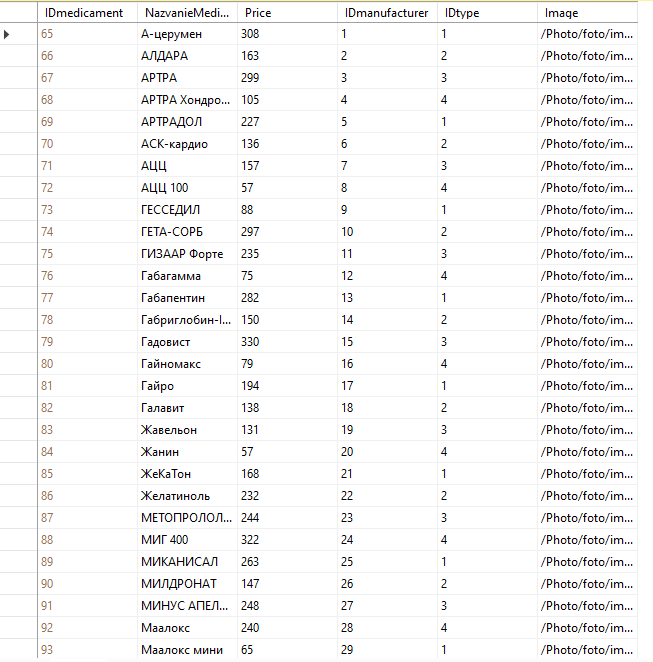 IDmedicament NazvanieMedi... Price IDmanufacturer IDtype Image
65 А-церумен 308 1 1 /Photo/foto/im...
66 АЛДАРА 163 2 2 /Photo/foto/im...
67 АРТРА 299 3 3 /Photo/foto/im...
68 АРТРА Хондро... 105 4 4 /Photo/foto/im...
69 АРТРАДОЛ 227 5 1 /Photo/foto/im...
70 АСК-кардио 136 6 2 /Photo/foto/im...
71 АЦЦ 157 7 3 /Photo/foto/im...
72 АЦЦ 100 57 8 4 /Photo/foto/im...
73 ГЕССЕДИЛ 88 9 1 /Photo/foto/im...
74 ГЕТА-СОРБ 297 10 2 /Photo/foto/im...
75 ГИЗААР Форте 235 11 3 /Photo/foto/im...
76 Габагамма 75 12 4 /Photo/foto/im...
77 Габапентин 282 13 1 /Photo/foto/im...
78 Габриглобин-I... 150 14 2 /Photo/foto/im...
79 Гадовист 330 15 3 /Photo/foto/im...
80 Гайномакс 79 16 4 /Photo/foto/im...
81 Гайро 194 17 1 /Photo/foto/im...
82 Галавит 138 18 2 /Photo/foto/im...
83 Жавельон 131 19 3 /Photo/foto/im...
84 Жанин 57 20 4 /Photo/foto/im...
85 ЖеКаТон 168 21 1 /Photo/foto/im...
86 Желатиноль 232 22 2 /Photo/foto/im...
87 МЕТОПРОЛОЛ... 244 23 3 /Photo/foto/im...
88 МИГ 400 322 24 4 /Photo/foto/im...
89 МИКАНИСАЛ 263 25 1 /Photo/foto/im...
90 МИЛДРОНАТ 147 26 2 /Photo/foto/im...
91 МИНУС АПЕЛ... 248 27 3 /Photo/foto/im...
92 Маалокс 240 28 4 /Photo/foto/im...
93 Маалокс мини 65 29 1 /Photo/foto/im...